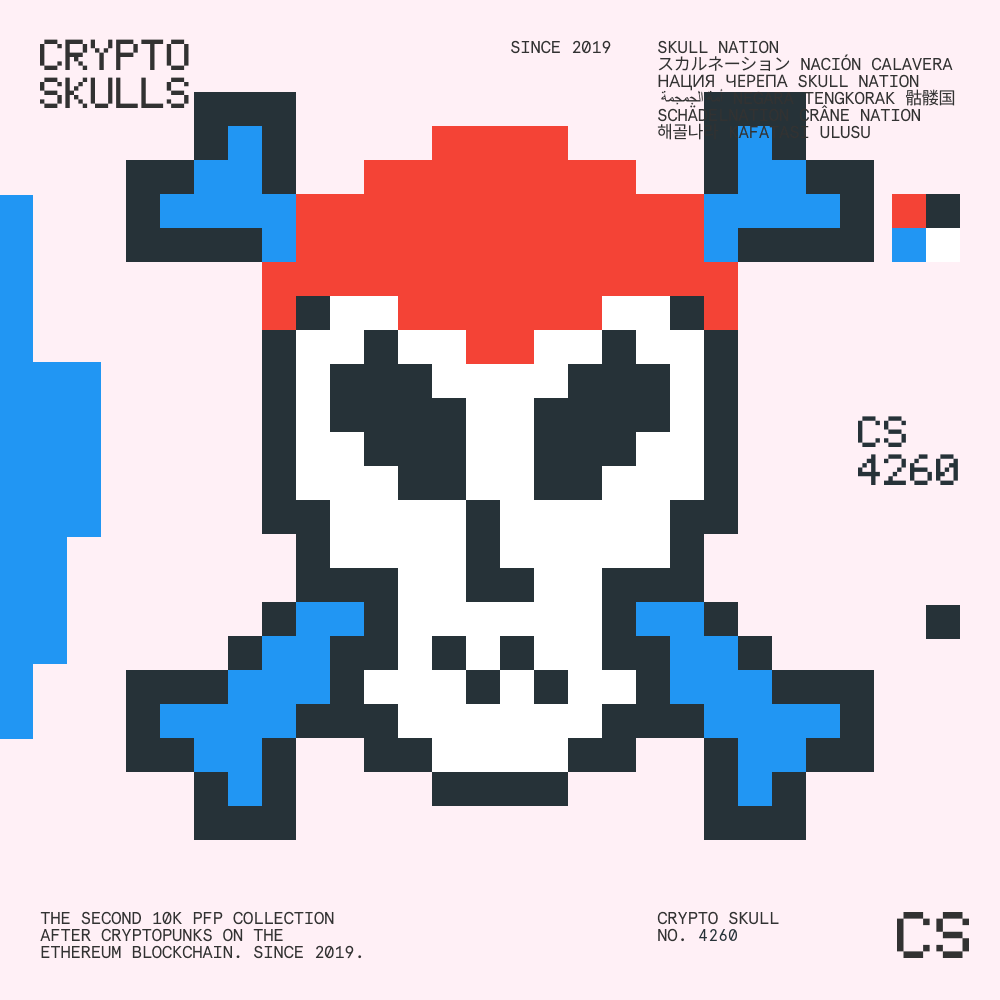 CRYPTO
SKULLS
SINCE 2019
SKULL NATION
スカルネーション NACIÓN CALAVERA
НАЦИЯ ЧЕРЕПА SKULL NATION
الجمجمة TENGKORAK 骷髅国
CRÂNE NATION
ULUSU
CS
4260
THE SECOND 10K PFP COLLECTION
AFTER CRYPTOPUNKS ON THE
ETHEREUM BLOCKCHAIN. SINCE 2019.
CRYPTO SKULL
NO. 4260
CS